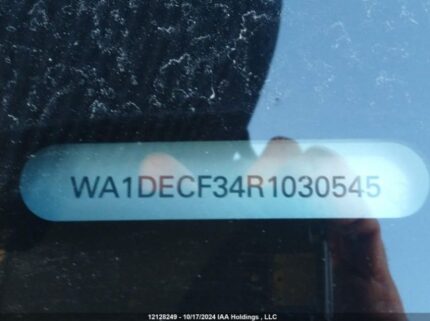 WA1DECF34R1030545
12128249 - 10/17/2024 IAA Holdings , LLC